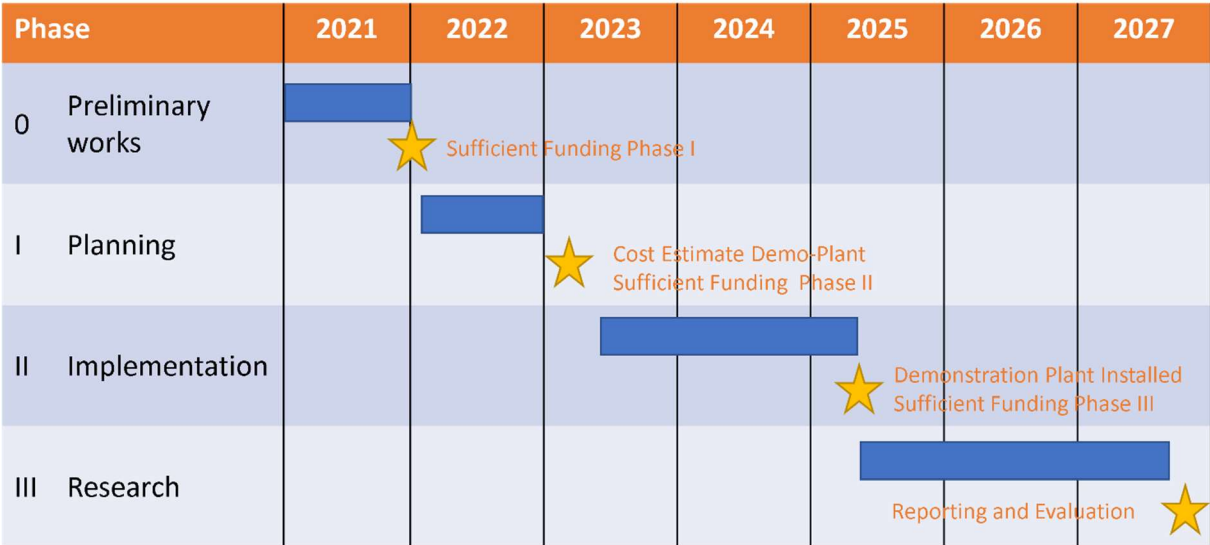 Phase 2021 2022 2023 2024 2025 2026 2027
0 Preliminary
works
Sufficient Funding Phase I
I Planning
Cost Estimate Demo-Plant
Sufficient Funding Phase II
II Implementation
Demonstration Plant Installed
Sufficient Funding Phase III
III Research
Reporting and Evaluation